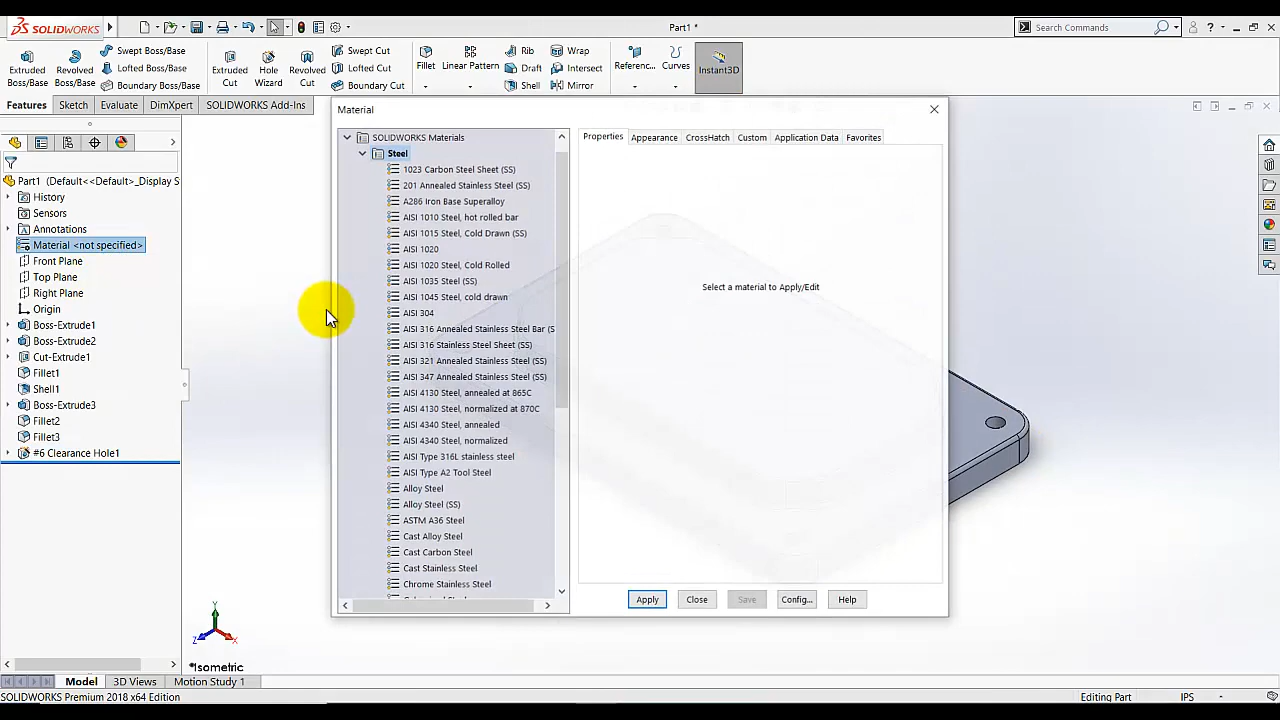 SOLIDWORKS
Part1 *
Search Commands
?
Extruded Boss/Base
Revolved Boss/Base
Swept Boss/Base
Lofted Boss/Base
Boundary Boss/Base
Extruded Cut
Hole Wizard
Revolved Cut
Swept Cut
Lofted Cut
Boundary Cut
Fillet
Linear Pattern
Rib
Draft
Shell
Wrap
Intersect
Mirror
Referenc...
Curves
Instant3D
Features
Sketch
Evaluate
DimXpert
SOLIDWORKS Add-Ins
Part1 (Default<<Default>_Display S
History
Sensors
Annotations
Material <not specified>
Front Plane
Top Plane
Right Plane
Origin
Boss-Extrude1
Boss-Extrude2
Cut-Extrude1
Fillet1
Shell1
Boss-Extrude3
Fillet2
Fillet3
#6 Clearance Hole1
Material
SOLIDWORKS Materials
Steel
1023 Carbon Steel Sheet (SS)
201 Annealed Stainless Steel (SS)
A286 Iron Base Superalloy
AISI 1010 Steel, hot rolled bar
AISI 1015 Steel, Cold Drawn (SS)
AISI 1020
AISI 1020 Steel, Cold Rolled
AISI 1035 Steel (SS)
AISI 1045 Steel, cold drawn
AISI 304
AISI 316 Annealed Stainless Steel Bar (S
AISI 316 Stainless Steel Sheet (SS)
AISI 321 Annealed Stainless Steel (SS)
AISI 347 Annealed Stainless Steel (SS)
AISI 4130 Steel, annealed at 865C
AISI 4130 Steel, normalized at 870C
AISI 4340 Steel, annealed
AISI 4340 Steel, normalized
AISI Type 316L stainless steel
AISI Type A2 Tool Steel
Alloy Steel
Alloy Steel (SS)
ASTM A36 Steel
Cast Alloy Steel
Cast Carbon Steel
Cast Stainless Steel
Chrome Stainless Steel
Properties
Appearance
CrossHatch
Custom
Application Data
Favorites
Select a material to Apply/Edit
Apply
Close
Save
Config...
Help
Y
Z
X
*Isometric
Model
3D Views
Motion Study 1
SOLIDWORKS Premium 2018 x64 Edition
Editing Part
IPS